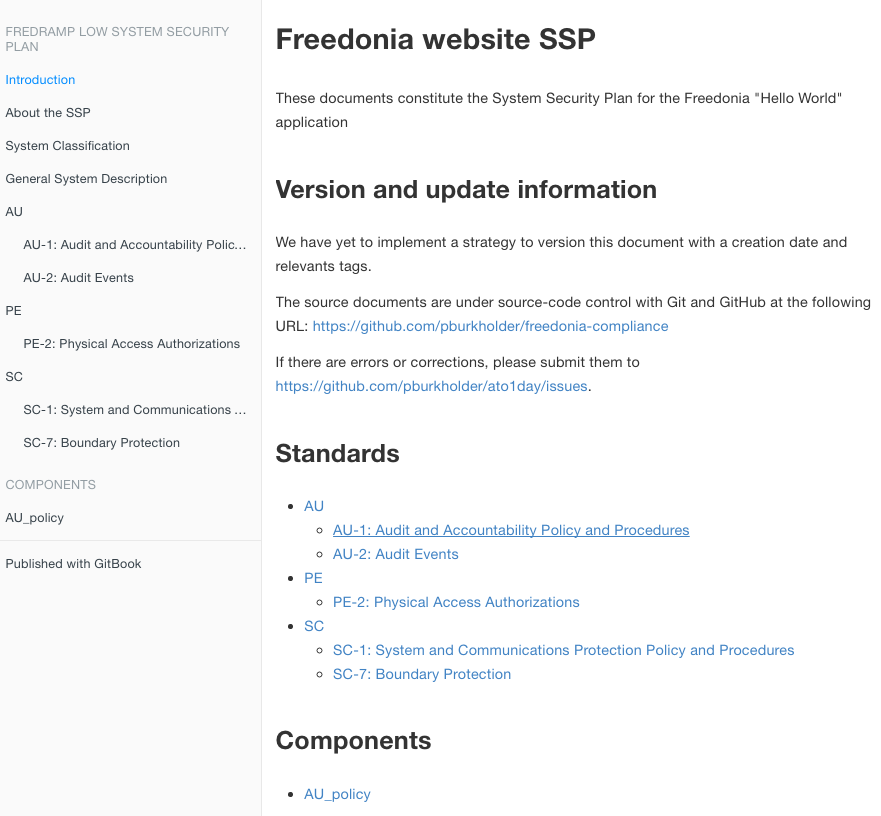 FREDRAMP LOW SYSTEM SECURITY
PLAN
Introduction
About the SSP
System Classification
General System Description
AU
AU-1: Audit and Accountability Polic…
AU-2: Audit Events
PE
PE-2: Physical Access Authorizations
SC
SC-1: System and Communications …
SC-7: Boundary Protection
COMPONENTS
AU_policy
Published with GitBook
Freedonia website SSP
These documents constitute the System Security Plan for the Freedonia "Hello World"
application
Version and update information
We have yet to implement a strategy to version this document with a creation date and
relevants tags.
The source documents are under source-code control with Git and GitHub at the following
URL: https://github.com/pburkholder/freedonia-compliance
If there are errors or corrections, please submit them to
https://github.com/pburkholder/ato1day/issues.
Standards
AU
AU-1: Audit and Accountability Policy and Procedures
AU-2: Audit Events
PE
PE-2: Physical Access Authorizations
SC
SC-1: System and Communications Protection Policy and Procedures
SC-7: Boundary Protection
Components
AU_policy